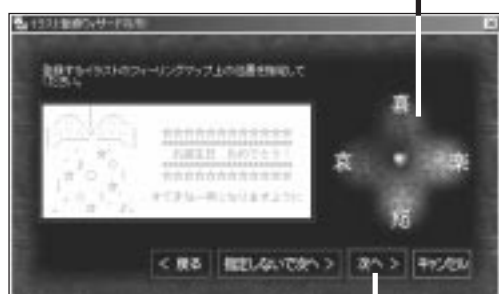 イラスト登録ウィザード(5/8)
登録するイラストのフィーリングマップ上の位置を指定して
ください。
☆☆☆☆☆☆☆☆☆☆☆☆
お誕生日 おめでとう!
☆☆☆☆☆☆☆☆☆☆☆☆
すてきな一年になりますように
喜
哀
楽
< 戻る
指定しないで次へ >
次へ >
キャンセル